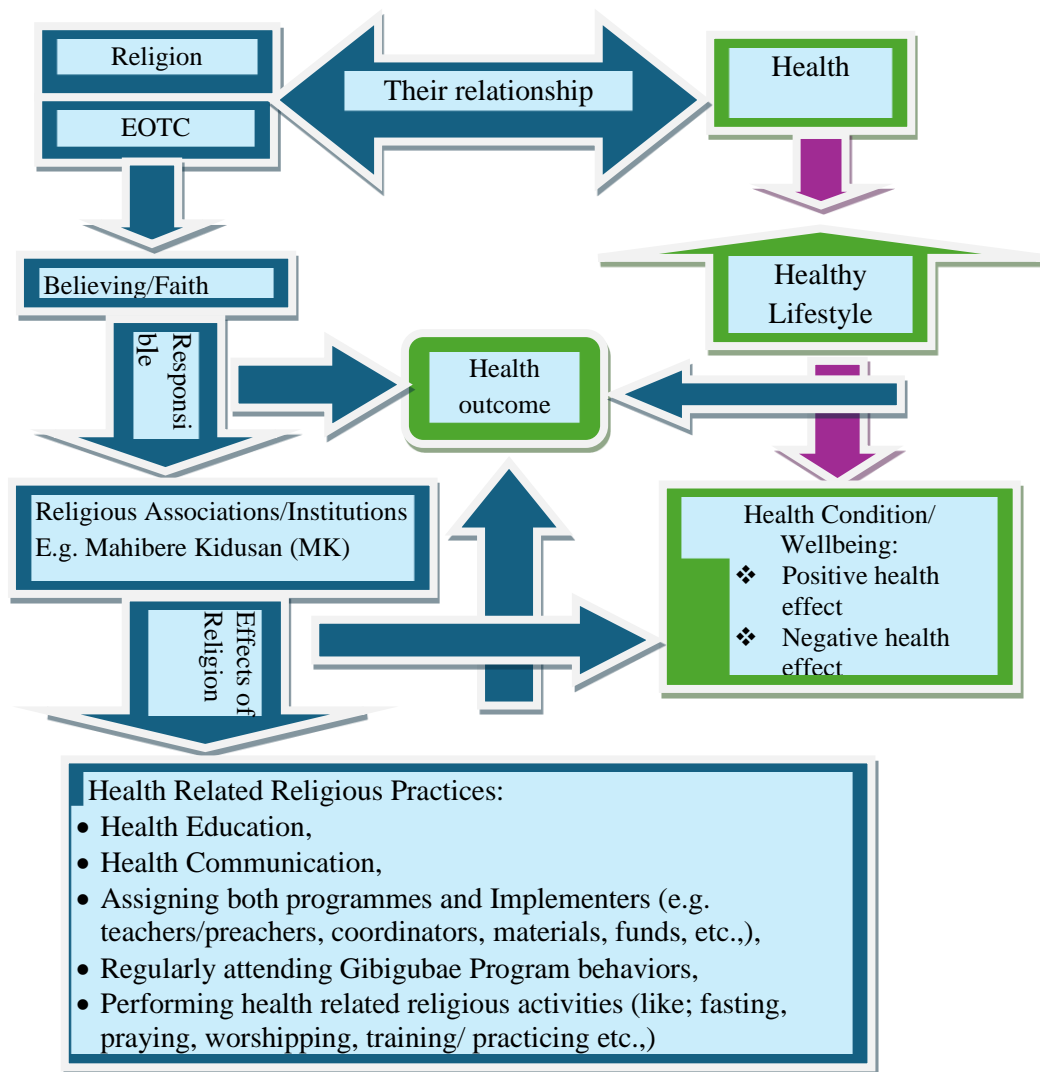 Religion
EOTC
Their relationship
Health
Believing/Faith
Healthy
Lifestyle
Responsi
ble
Health
outcome
Religious Associations/Institutions
E.g. Mahibere Kidusan (MK)
Health Condition/
Wellbeing:
❖ Positive health
effect
❖ Negative health
effect
Effects of
Religion
Health Related Religious Practices:
• Health Education,
• Health Communication,
• Assigning both programmes and Implementers (e.g.
teachers/preachers, coordinators, materials, funds, etc.,),
• Regularly attending Gibigubae Program behaviors,
• Performing health related religious activities (like; fasting,
praying, worshipping, training/ practicing etc.,)